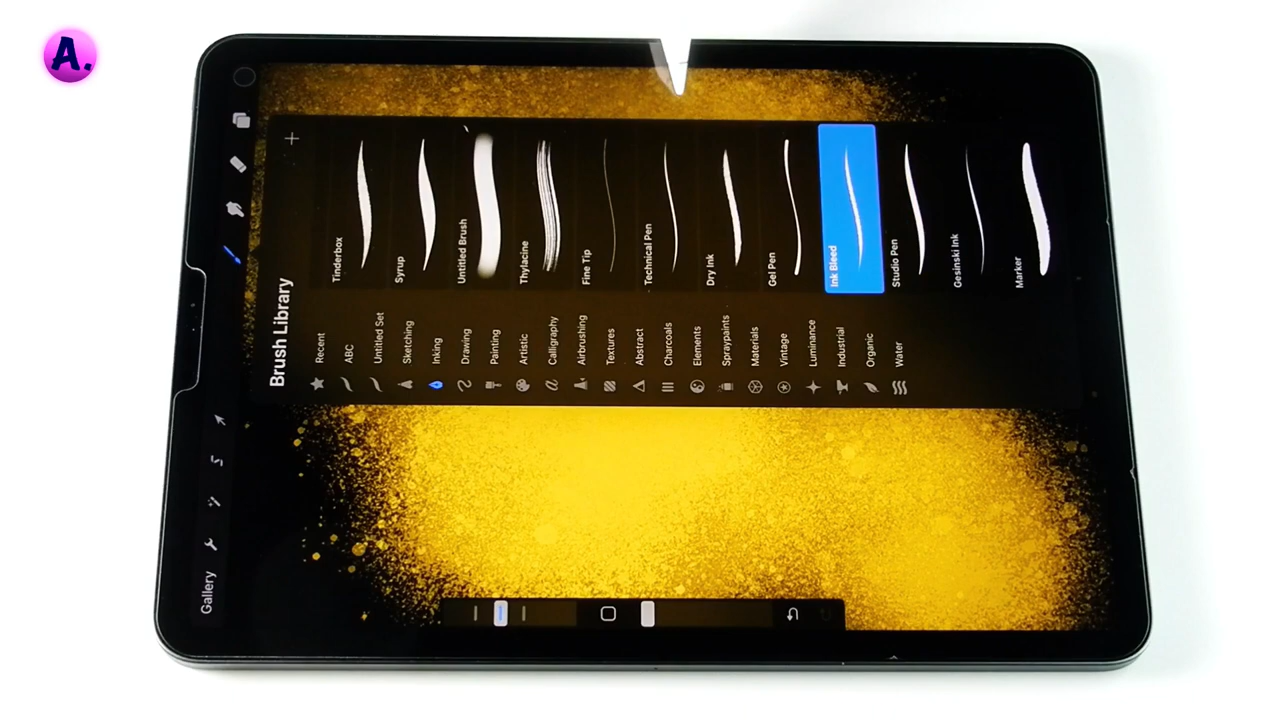 A.
Gallery
Brush Library
Recent
ABC
Untitled Set
Sketching
Inking
Drawing
Painting
Artistic
Calligraphy
Airbrushing
Textures
Abstract
Charcoals
Elements
Spraypaints
Materials
Vintage
Luminance
Industrial
Organic
Water
Tinderbox
Syrup
Untitled Brush
Thylacine
Fine Tip
Technical Pen
Dry Ink
Gel Pen
Ink Bleed
Studio Pen
Gesinski Ink
Marker